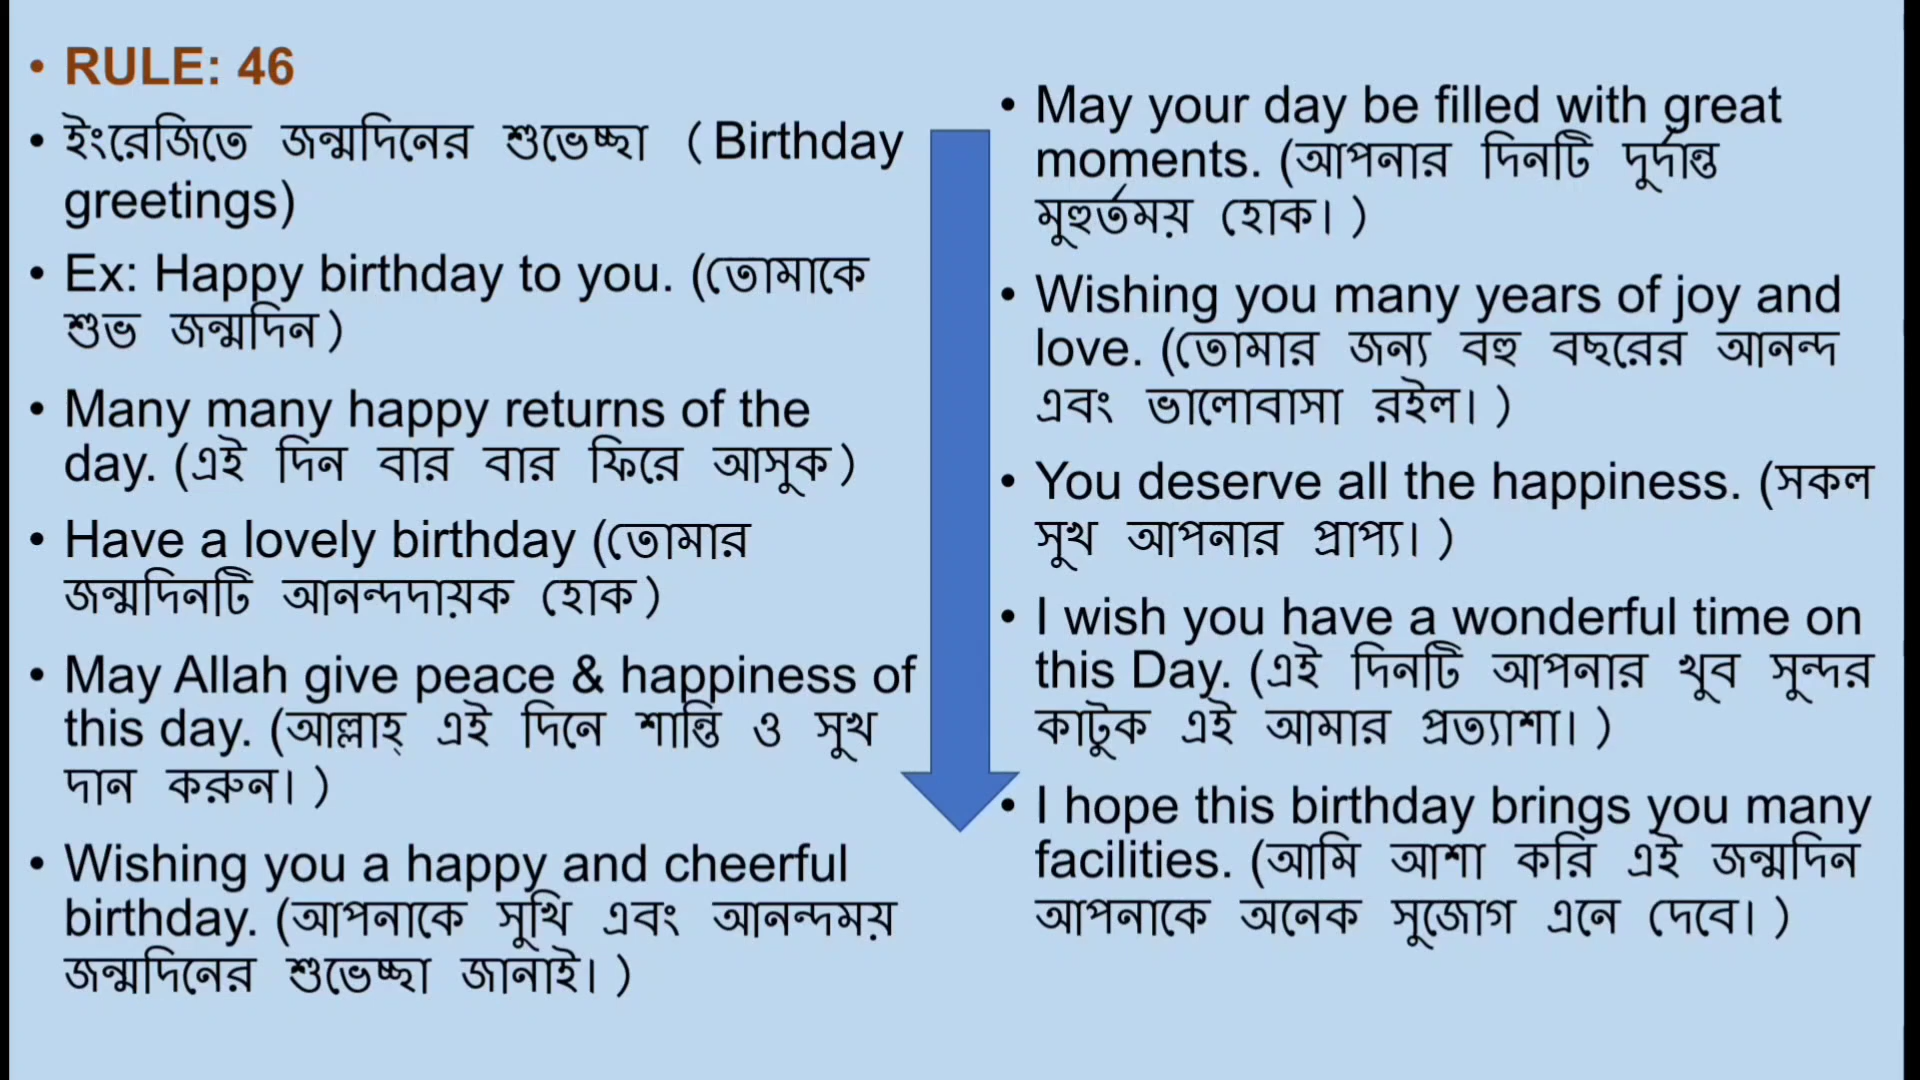 • RULE: 46
• ইংরেজিতে জন্মদিনের শুভেচ্ছা (Birthday
greetings)
• Ex: Happy birthday to you. (তোমাকে
শুভ জন্মদিন)
• Many many happy returns of the
day. (এই দিন বার বার ফিরে আসুক)
• Have a lovely birthday (তোমার
জন্মদিনটি আনন্দদায়ক হোক)
• May Allah give peace & happiness of
this day. (আল্লাহ্ এই দিনে শান্তি ও সুখ
দান করুন। )
• Wishing you a happy and cheerful
birthday. (আপনাকে সুখি এবং আনন্দময়
জন্মদিনের শুভেচ্ছা জানাই। )
• May your day be filled with great
moments. (আপনার দিনটি দুর্দান্ত
মুহুর্তময় হোক। )
• Wishing you many years of joy and
love. (তোমার জন্য বহু বছরের আনন্দ
এবং ভালোবাসা রইল। )
• You deserve all the happiness. (সকল
সুখ আপনার প্রাপ্য। )
• I wish you have a wonderful time on
this Day. (এই দিনটি আপনার খুব সুন্দর
কাটুক এই আমার প্রত্যাশা। )
• I hope this birthday brings you many
facilities. (আমি আশা করি এই জন্মদিন
আপনাকে অনেক সুজোগ এনে দেবে। )